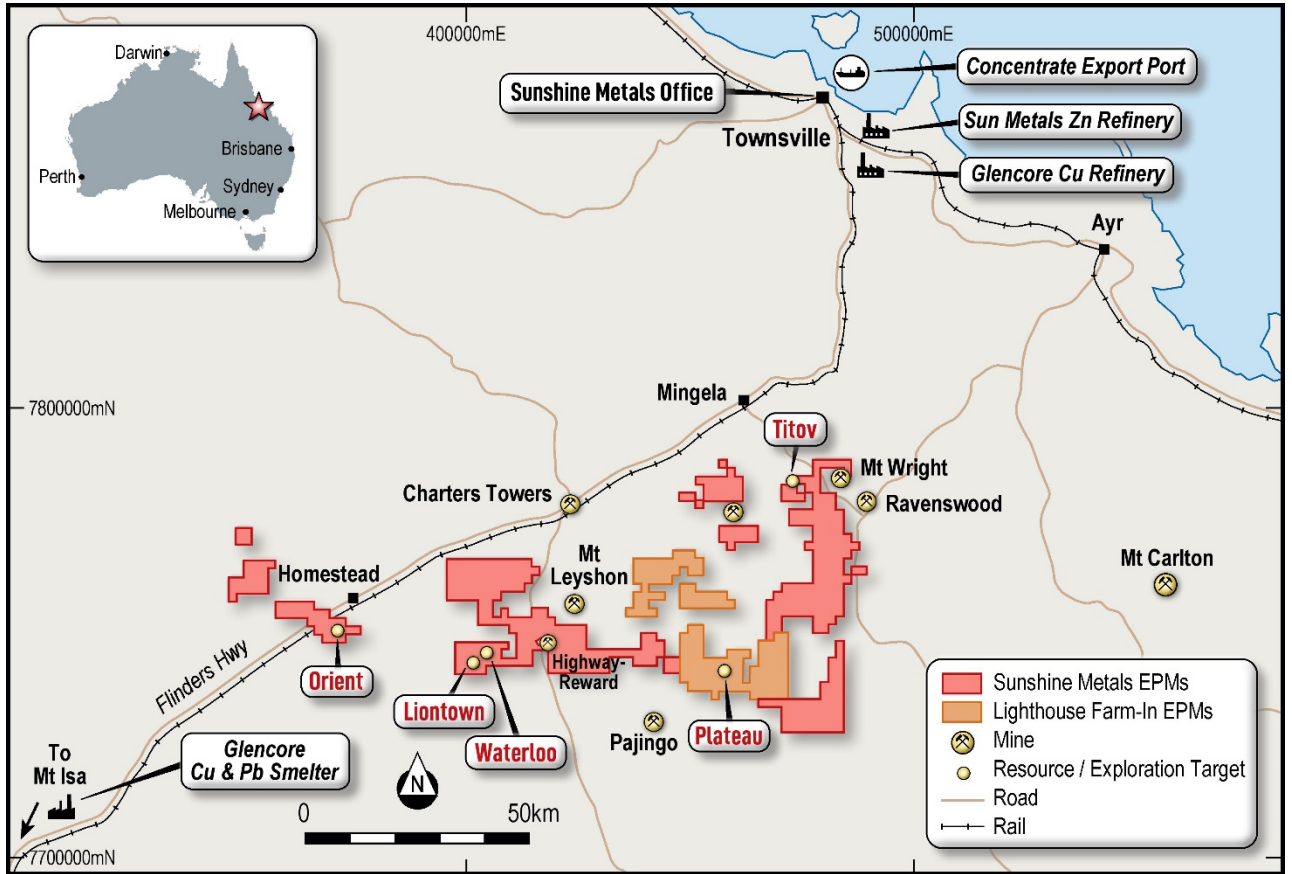 Darwin
Brisbane
Perth
Sydney
Melbourne
400000mE
500000mE
Sunshine Metals Office
Concentrate Export Port
Townsville
Sun Metals Zn Refinery
Glencore Cu Refinery
Ayr
7800000mN
Mingela
Titov
Mt Wright
Charters Towers
Ravenswood
Mt
Leyshon
Mt Carlton
Homestead
Flinders Hwy
Orient
Highway-
Reward
Liontown
Waterloo
Pajingo
Plateau
To
Mt Isa
Glencore
Cu & Pb Smelter
N
0
50km
7700000mN
Sunshine Metals EPMs
Lighthouse Farm-In EPMs
Mine
Resource / Exploration Target
Road
Rail